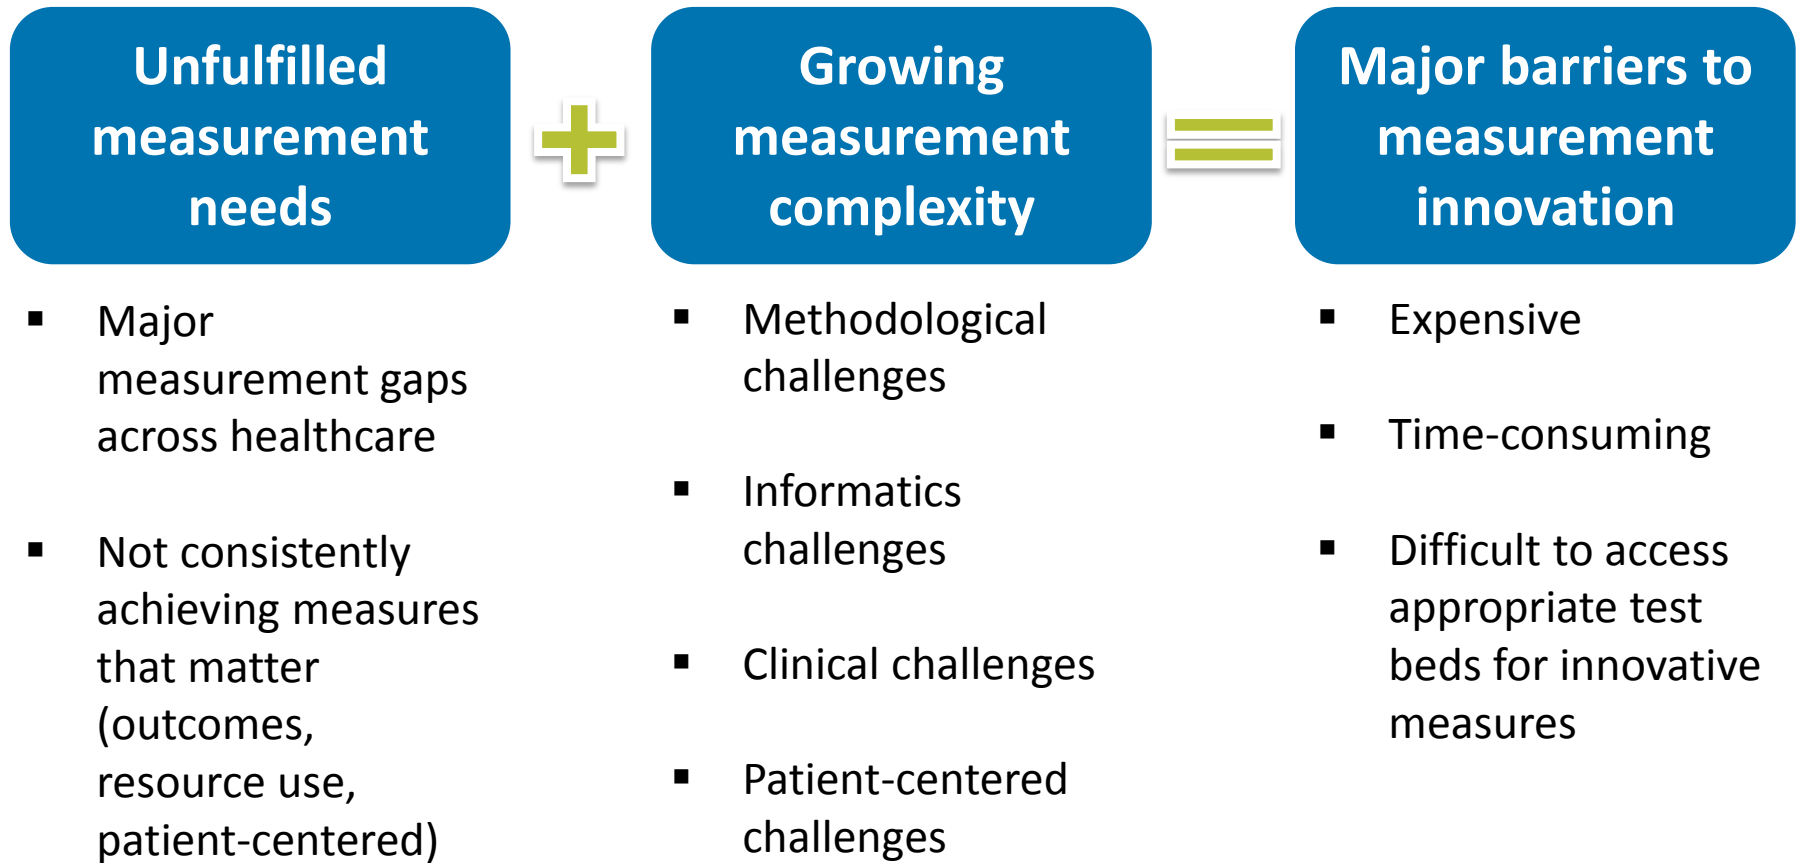 Unfulfilled
measurement
needs
Growing
measurement
complexity
Major barriers to
measurement
innovation
▪ Major
measurement gaps
across healthcare
▪ Not consistently
achieving measures
that matter
(outcomes,
resource use,
patient-centered)
▪ Methodological
challenges
▪ Informatics
challenges
▪ Clinical challenges
▪ Patient-centered
challenges
▪ Expensive
▪ Time-consuming
▪ Difficult to access
appropriate test
beds for innovative
measures